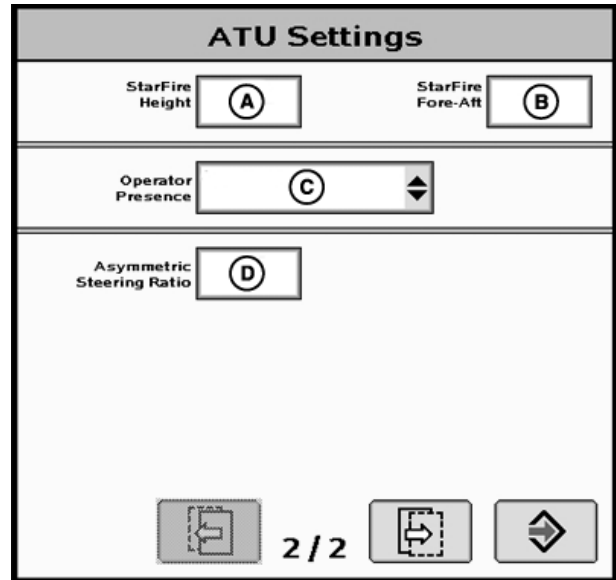 ATU Settings
StarFire
Height
A
StarFire
Fore-Aft
B
Operator
Presence
C
Asymmetric
Steering Ratio
D
2/2